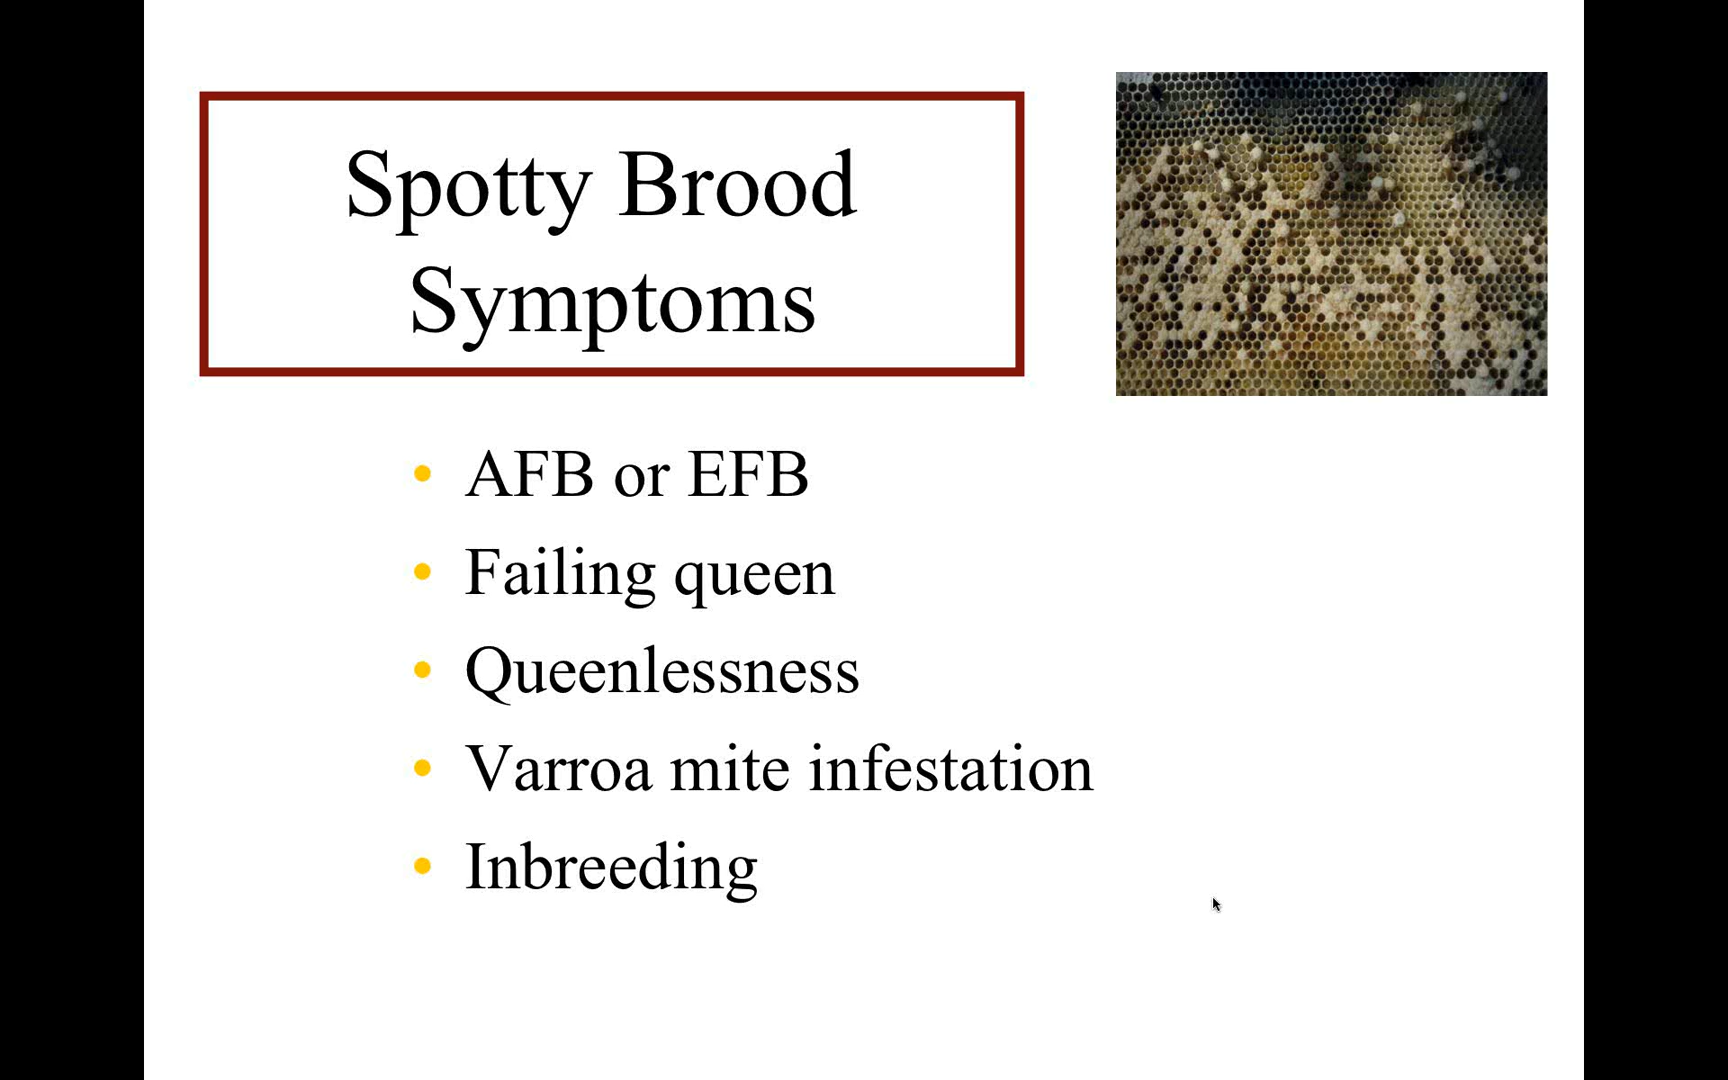 Spotty Brood
Symptoms
• AFB or EFB
• Failing queen
• Queenlessness
• Varroa mite infestation
• Inbreeding